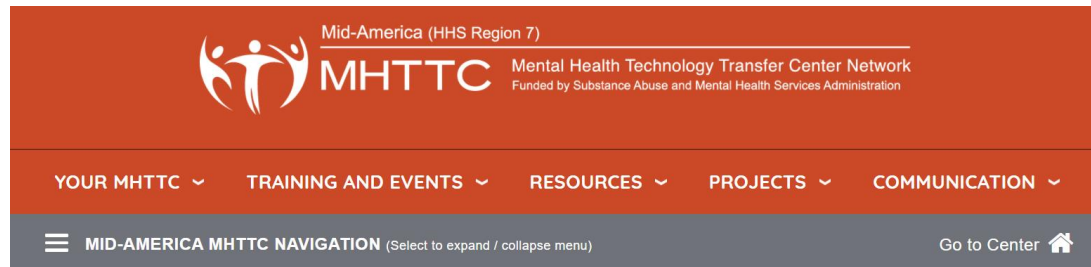 Mid-America (HHS Region 7)
MHTTC
Mental Health Technology Transfer Center Network
Funded by Substance Abuse and Mental Health Services Administration
YOUR MHTTC TRAINING AND EVENTS RESOURCES PROJECTS COMMUNICATION
MID-AMERICA MHTTC NAVIGATION (Select to expand / collapse menu) Go to Center